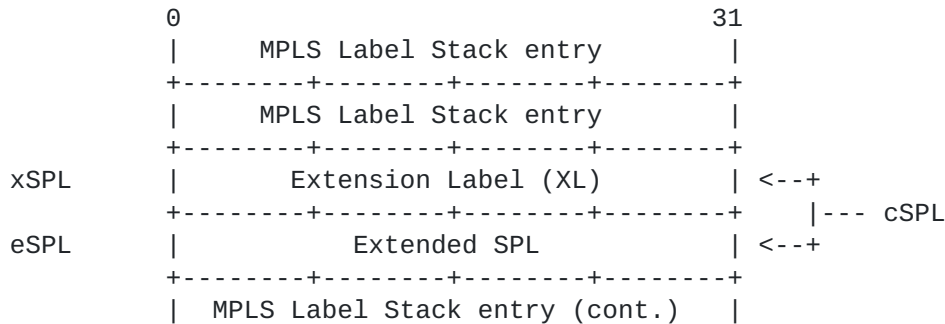 0                                  31
|     MPLS Label Stack entry        |
+--------+--------+--------+--------+
|     MPLS Label Stack entry        |
+--------+--------+--------+--------+
xSPL      |       Extension Label (XL)        | <--+
+--------+--------+--------+--------+    |--- cSPL
eSPL      |           Extended SPL            | <--+
+--------+--------+--------+--------+
|  MPLS Label Stack entry (cont.)   |